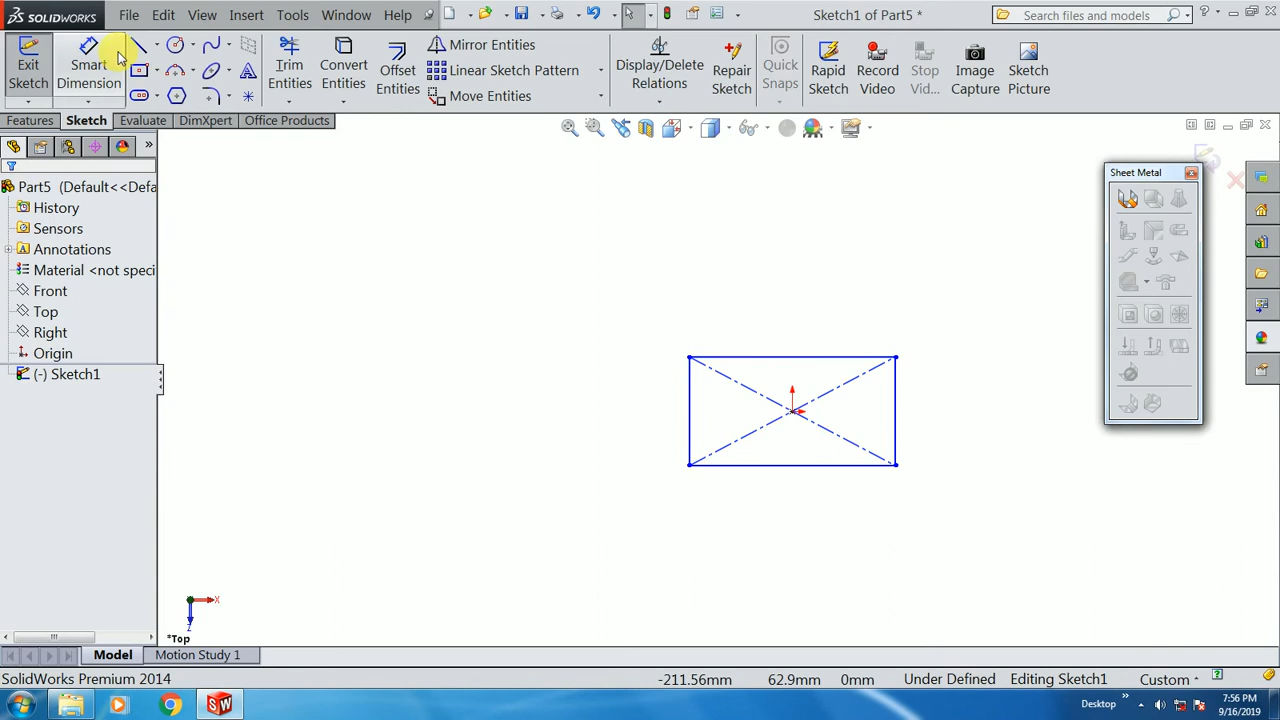 SOLIDWORKS File Edit View Insert Tools Window Help Sketch1 of Part5 * Search files and models
Exit Sketch
Smart Dimension
Trim Entities
Convert Entities
Offset Entities
Mirror Entities
Linear Sketch Pattern
Move Entities
Display/Delete Relations
Repair Sketch
Quick Snaps
Rapid Sketch
Record Video
Stop Vid...
Image Capture
Sketch Picture
Features Sketch Evaluate DimXpert Office Products
Sheet Metal
Part5 (Default<<Defa
History
Sensors
Annotations
Material <not speci
Front
Top
Right
Origin
(-) Sketch1
X
Z
*Top
Model Motion Study 1
SolidWorks Premium 2014 -211.56mm 62.9mm 0mm Under Defined Editing Sketch1 Custom
Desktop 7:56 PM
9/16/2019